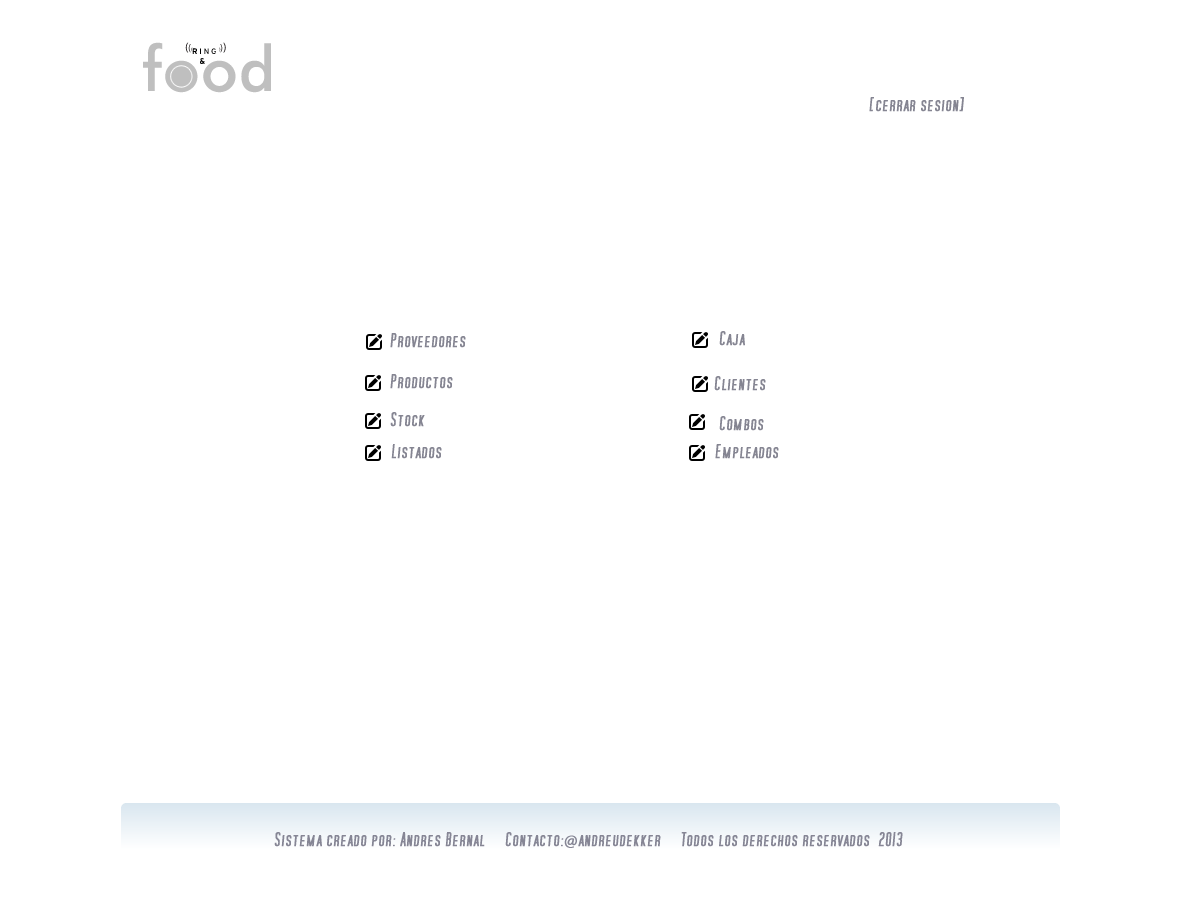 RING
&
food
[cerrar sesion]
Proveedores
Productos
Stock
Listados
Caja
Clientes
Combos
Empleados
Sistema creado por: Andres Bernal Contacto:@andreudekker Todos los derechos reservados 2013